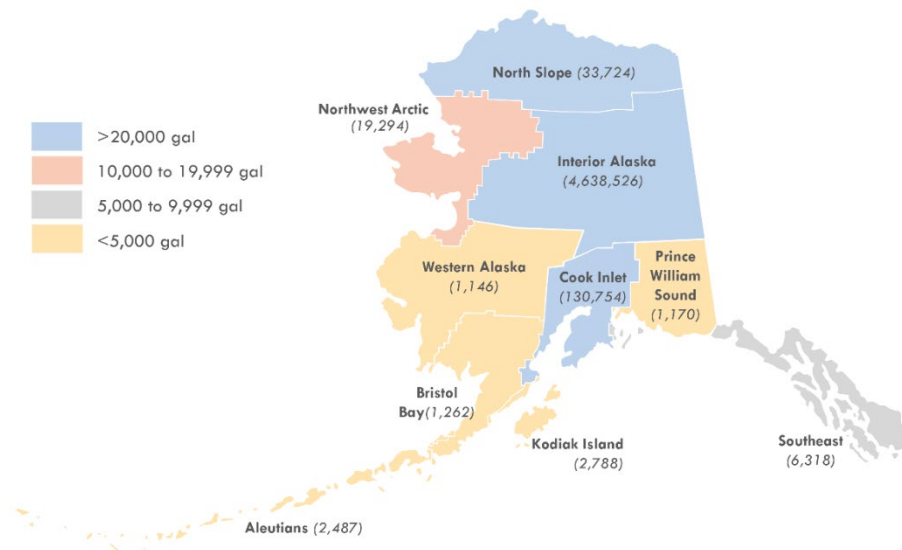 North Slope (33,724)
Northwest Arctic
(19,294)
>20,000 gal
10,000 to 19,999 gal
5,000 to 9,999 gal
<5,000 gal
Interior Alaska
(4,638,526)
Western Alaska
(1,146)
Cook Inlet
(130,754)
Prince
William
Sound
(1,170)
Bristol
Bay(1,262)
Kodiak Island
(2,788)
Southeast
(6,318)
Aleutians (2,487)